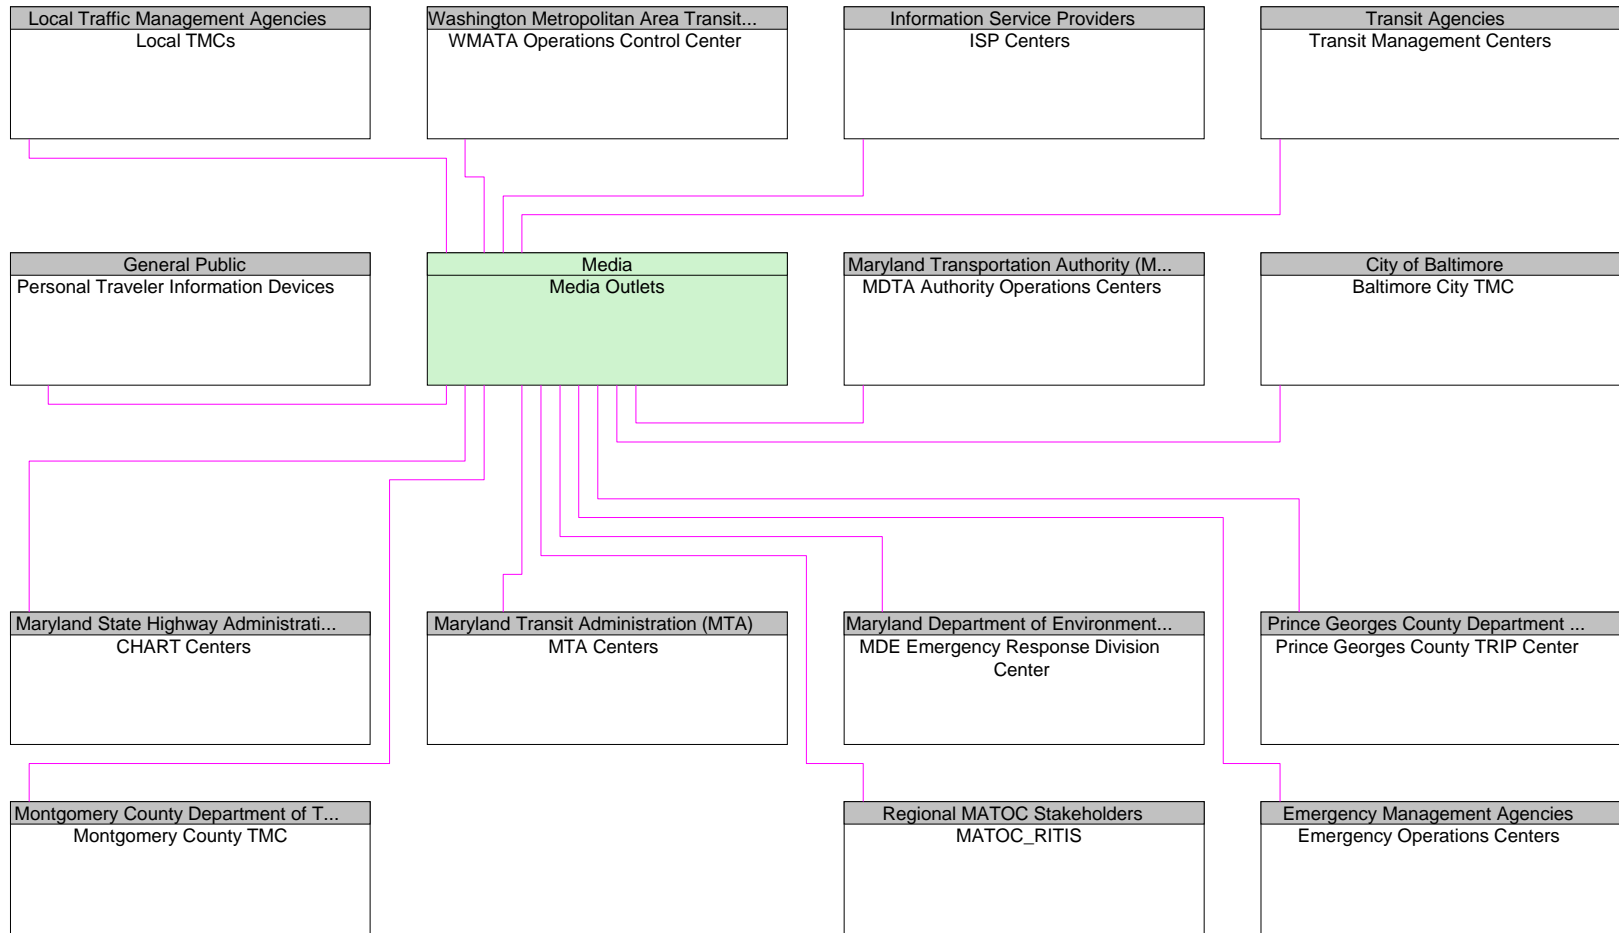 Local Traffic Management Agencies
Local TMCs
Washington Metropolitan Area Transit...
WMATA Operations Control Center
Information Service Providers
ISP Centers
Transit Agencies
Transit Management Centers
General Public
Personal Traveler Information Devices
Media
Media Outlets
Maryland Transportation Authority (M...
MDTA Authority Operations Centers
City of Baltimore
Baltimore City TMC
Maryland State Highway Administrati...
CHART Centers
Maryland Transit Administration (MTA)
MTA Centers
Maryland Department of Environment...
MDE Emergency Response Division
Center
Prince Georges County Department ...
Prince Georges County TRIP Center
Montgomery County Department of T...
Montgomery County TMC
Regional MATOC Stakeholders
MATOC_RITIS
Emergency Management Agencies
Emergency Operations Centers